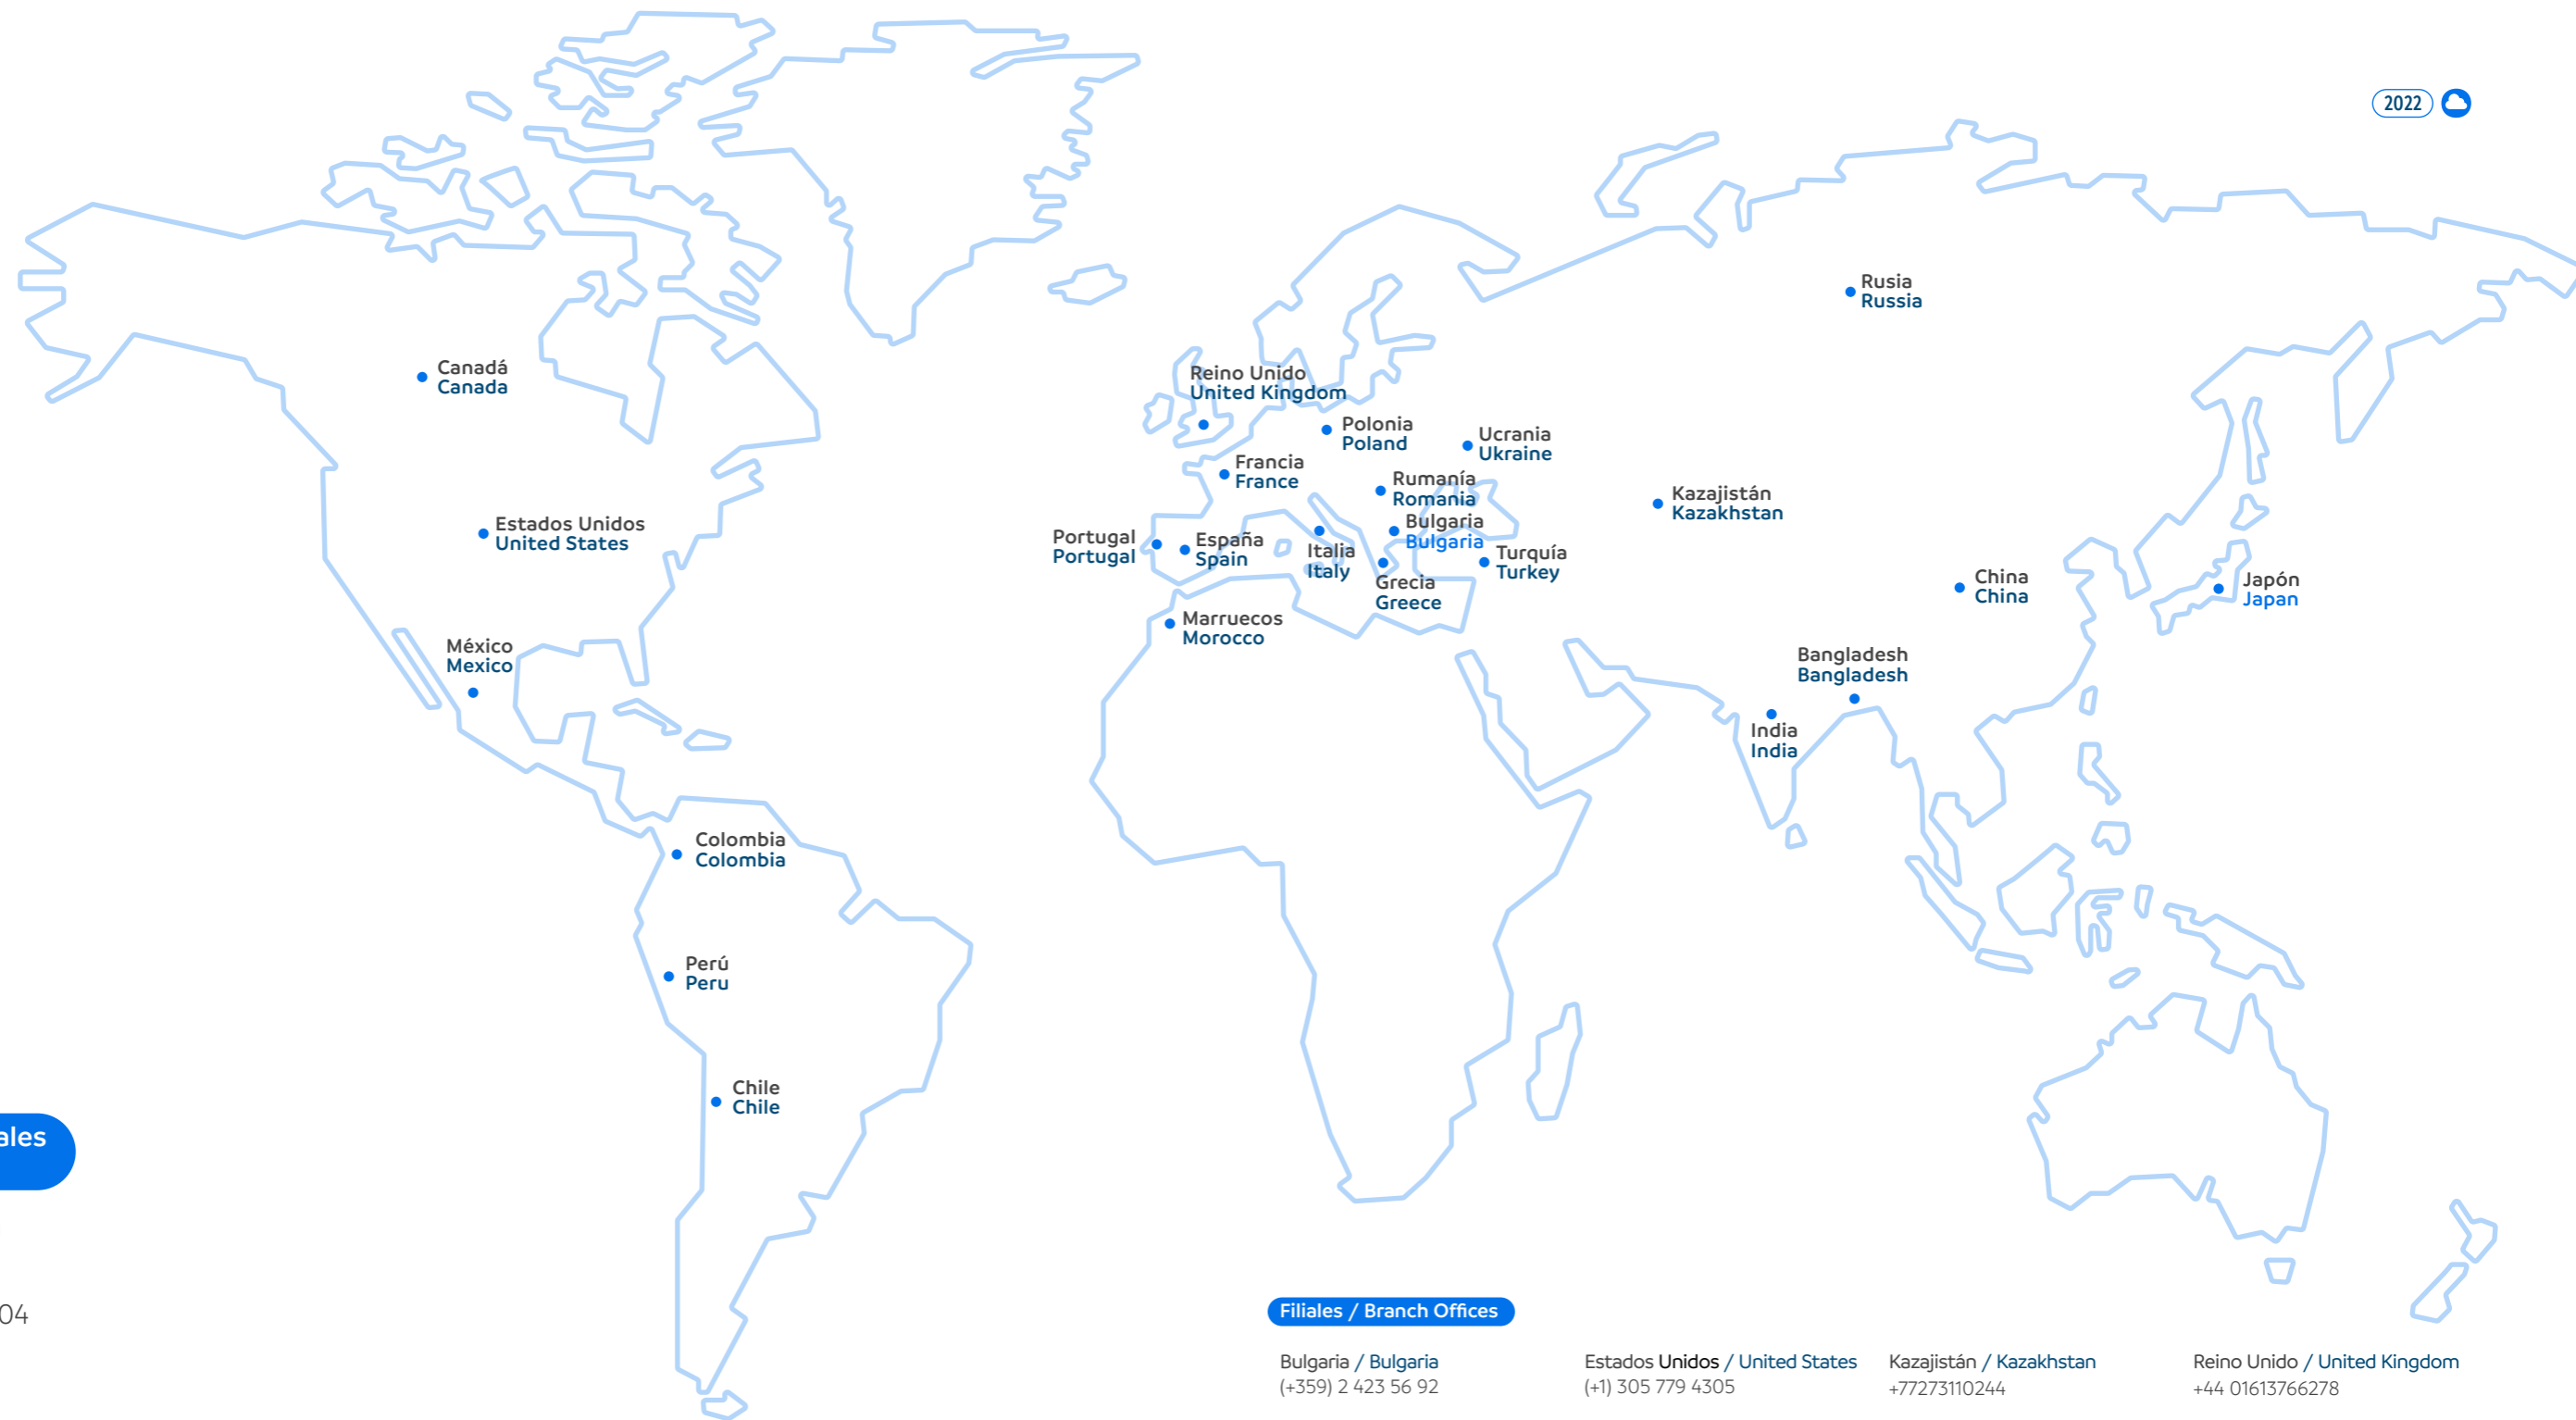 2022
Rusia
Russia
Canadá
Canada
Reino Unido
United Kingdom
Polonia
Poland
Ucrania
Ukraine
Francia
France
Rumanía
Romania
Kazajistán
Kazakhstan
Estados Unidos
United States
Portugal
Portugal
España
Spain
Italia
Italy
Bulgaria
Bulgaria
Turquía
Turkey
Grecia
Greece
China
China
Japón
Japan
Marruecos
Morocco
México
Mexico
Bangladesh
Bangladesh
India
India
Colombia
Colombia
Perú
Peru
Chile
Chile
ales
04
Filiales / Branch Offices
Bulgaria / Bulgaria
(+359) 2 423 56 92
Estados Unidos / United States
(+1) 305 779 4305
Kazajistán / Kazakhstan
+77273110244
Reino Unido / United Kingdom
+44 01613766278